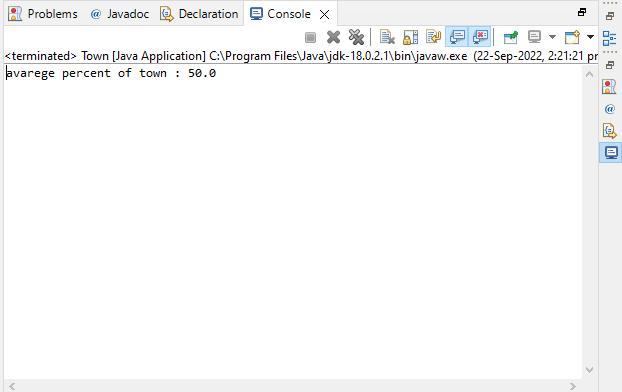 Problems @ Javadoc Declaration Console
<terminated> Town [Java Application] C:\Program Files\Java\jdk-18.0.2.1\bin\javaw.exe (22-Sep-2022, 2:21:21 pr
avarege percent of town : 50.0